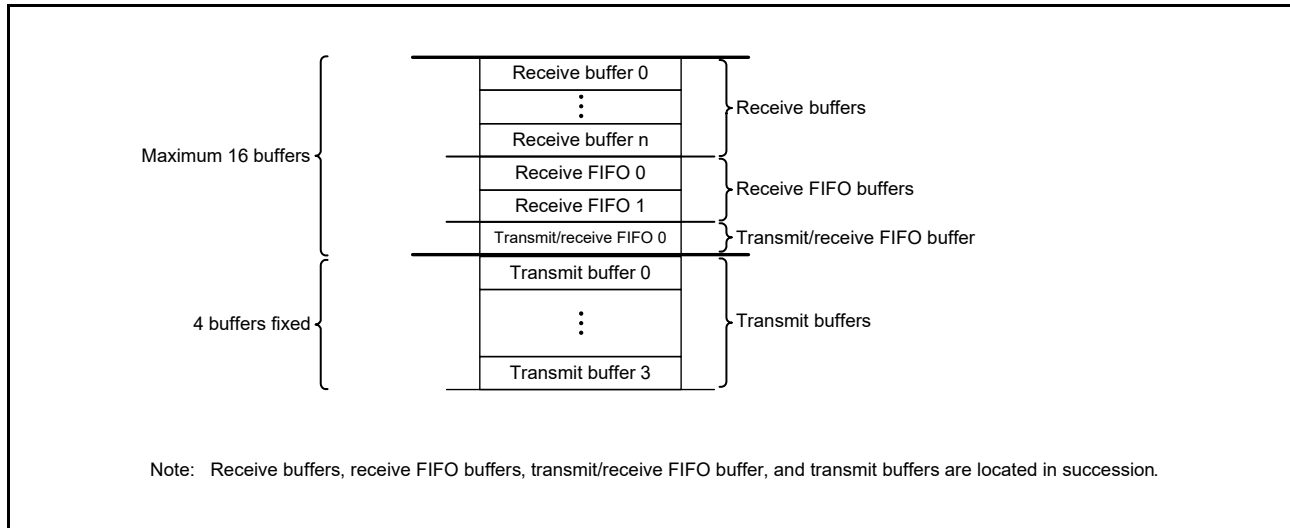 Receive buffer 0
Receive buffer n
Receive buffers
Maximum 16 buffers
Receive FIFO 0
Receive FIFO 1
Receive FIFO buffers
Transmit/receive FIFO 0
Transmit/receive FIFO buffer
Transmit buffer 0
4 buffers fixed
Transmit buffers
Transmit buffer 3
Note: Receive buffers, receive FIFO buffers, transmit/receive FIFO buffer, and transmit buffers are located in succession.